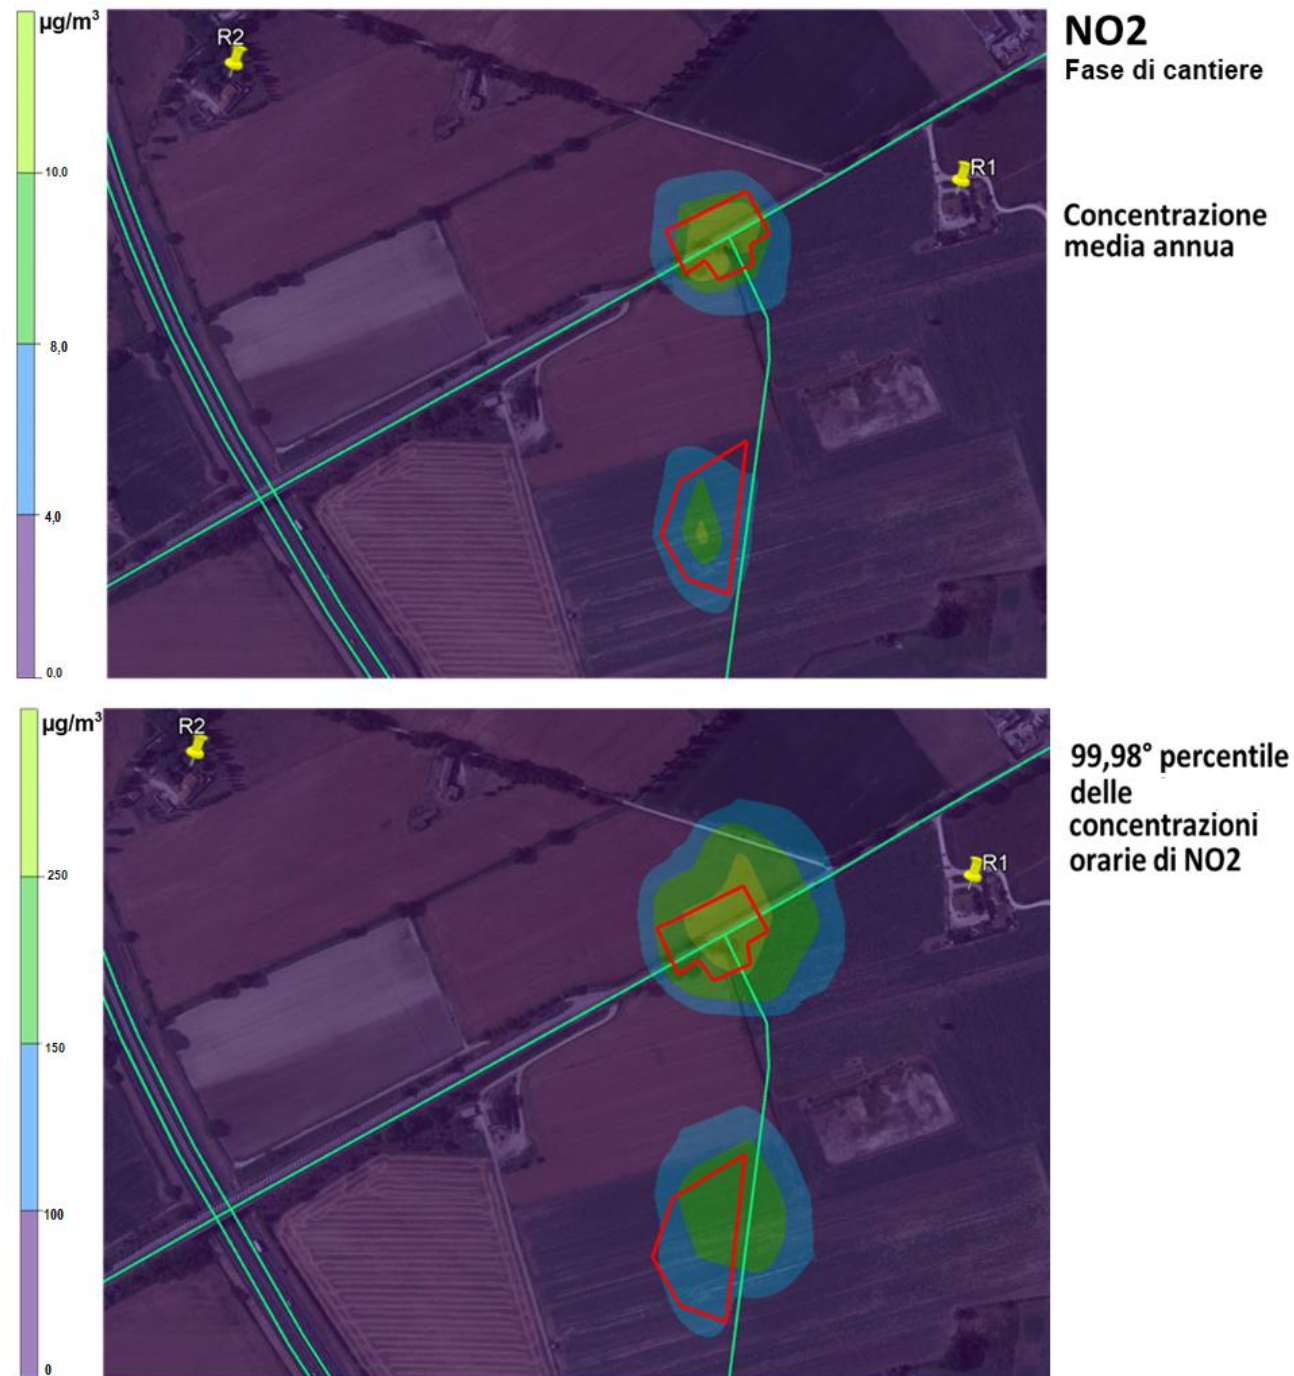 µg/m³
R2
NO2
Fase di cantiere
10,0
R1
Concentrazione
media annua
8,0
4,0
0,0
µg/m³
R2
99,98° percentile
delle
concentrazioni
orarie di NO2
250
R1
150
100
0